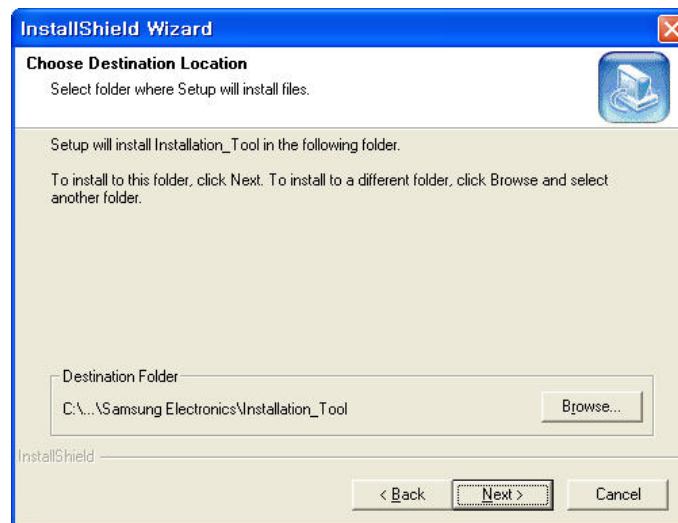 InstallShield Wizard
Choose Destination Location
Select folder where Setup will install files.
Setup will install Installation_Tool in the following folder.
To install to this folder, click Next. To install to a different folder, click Browse and select
another folder.
Destination Folder
C:\...\Samsung Electronics\Installation_Tool
Browse...
InstallShield
< Back
Next >
Cancel